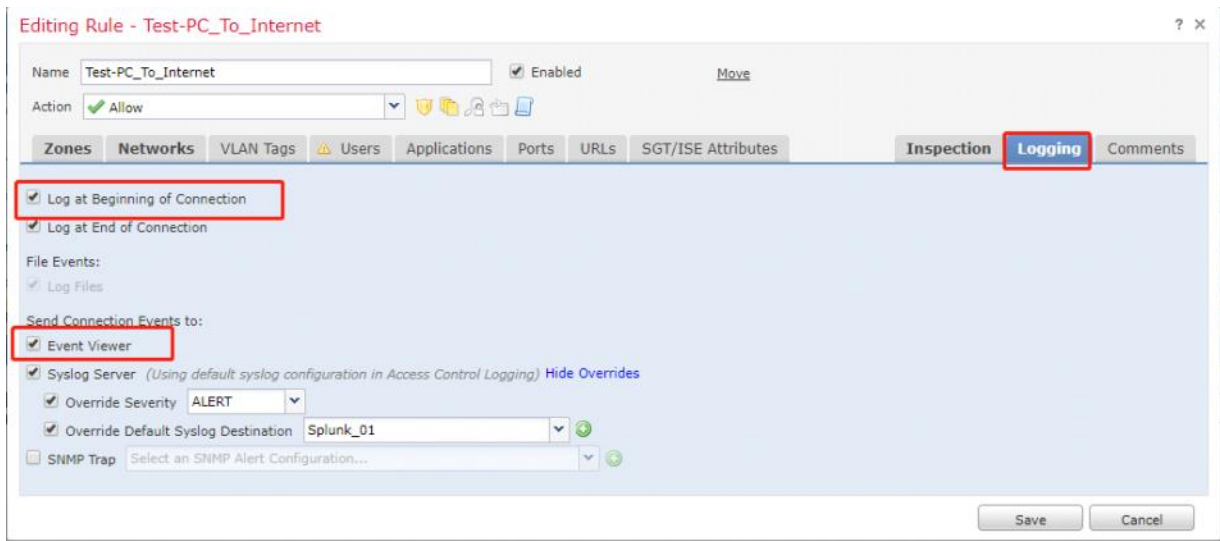 Editing Rule - Test-PC_To_Internet ? ×
Name Test-PC_To_Internet Enabled Move
Action Allow
Zones Networks VLAN Tags Users Applications Ports URLs SGT/ISE Attributes Inspection Logging Comments
Log at Beginning of Connection
Log at End of Connection
File Events:
Log Files
Send Connection Events to:
Event Viewer
Syslog Server (Using default syslog configuration in Access Control Logging) Hide Overrides
Override Severity ALERT
Override Default Syslog Destination Splunk_01
SNMP Trap Select an SNMP Alert Configuration...
Save Cancel